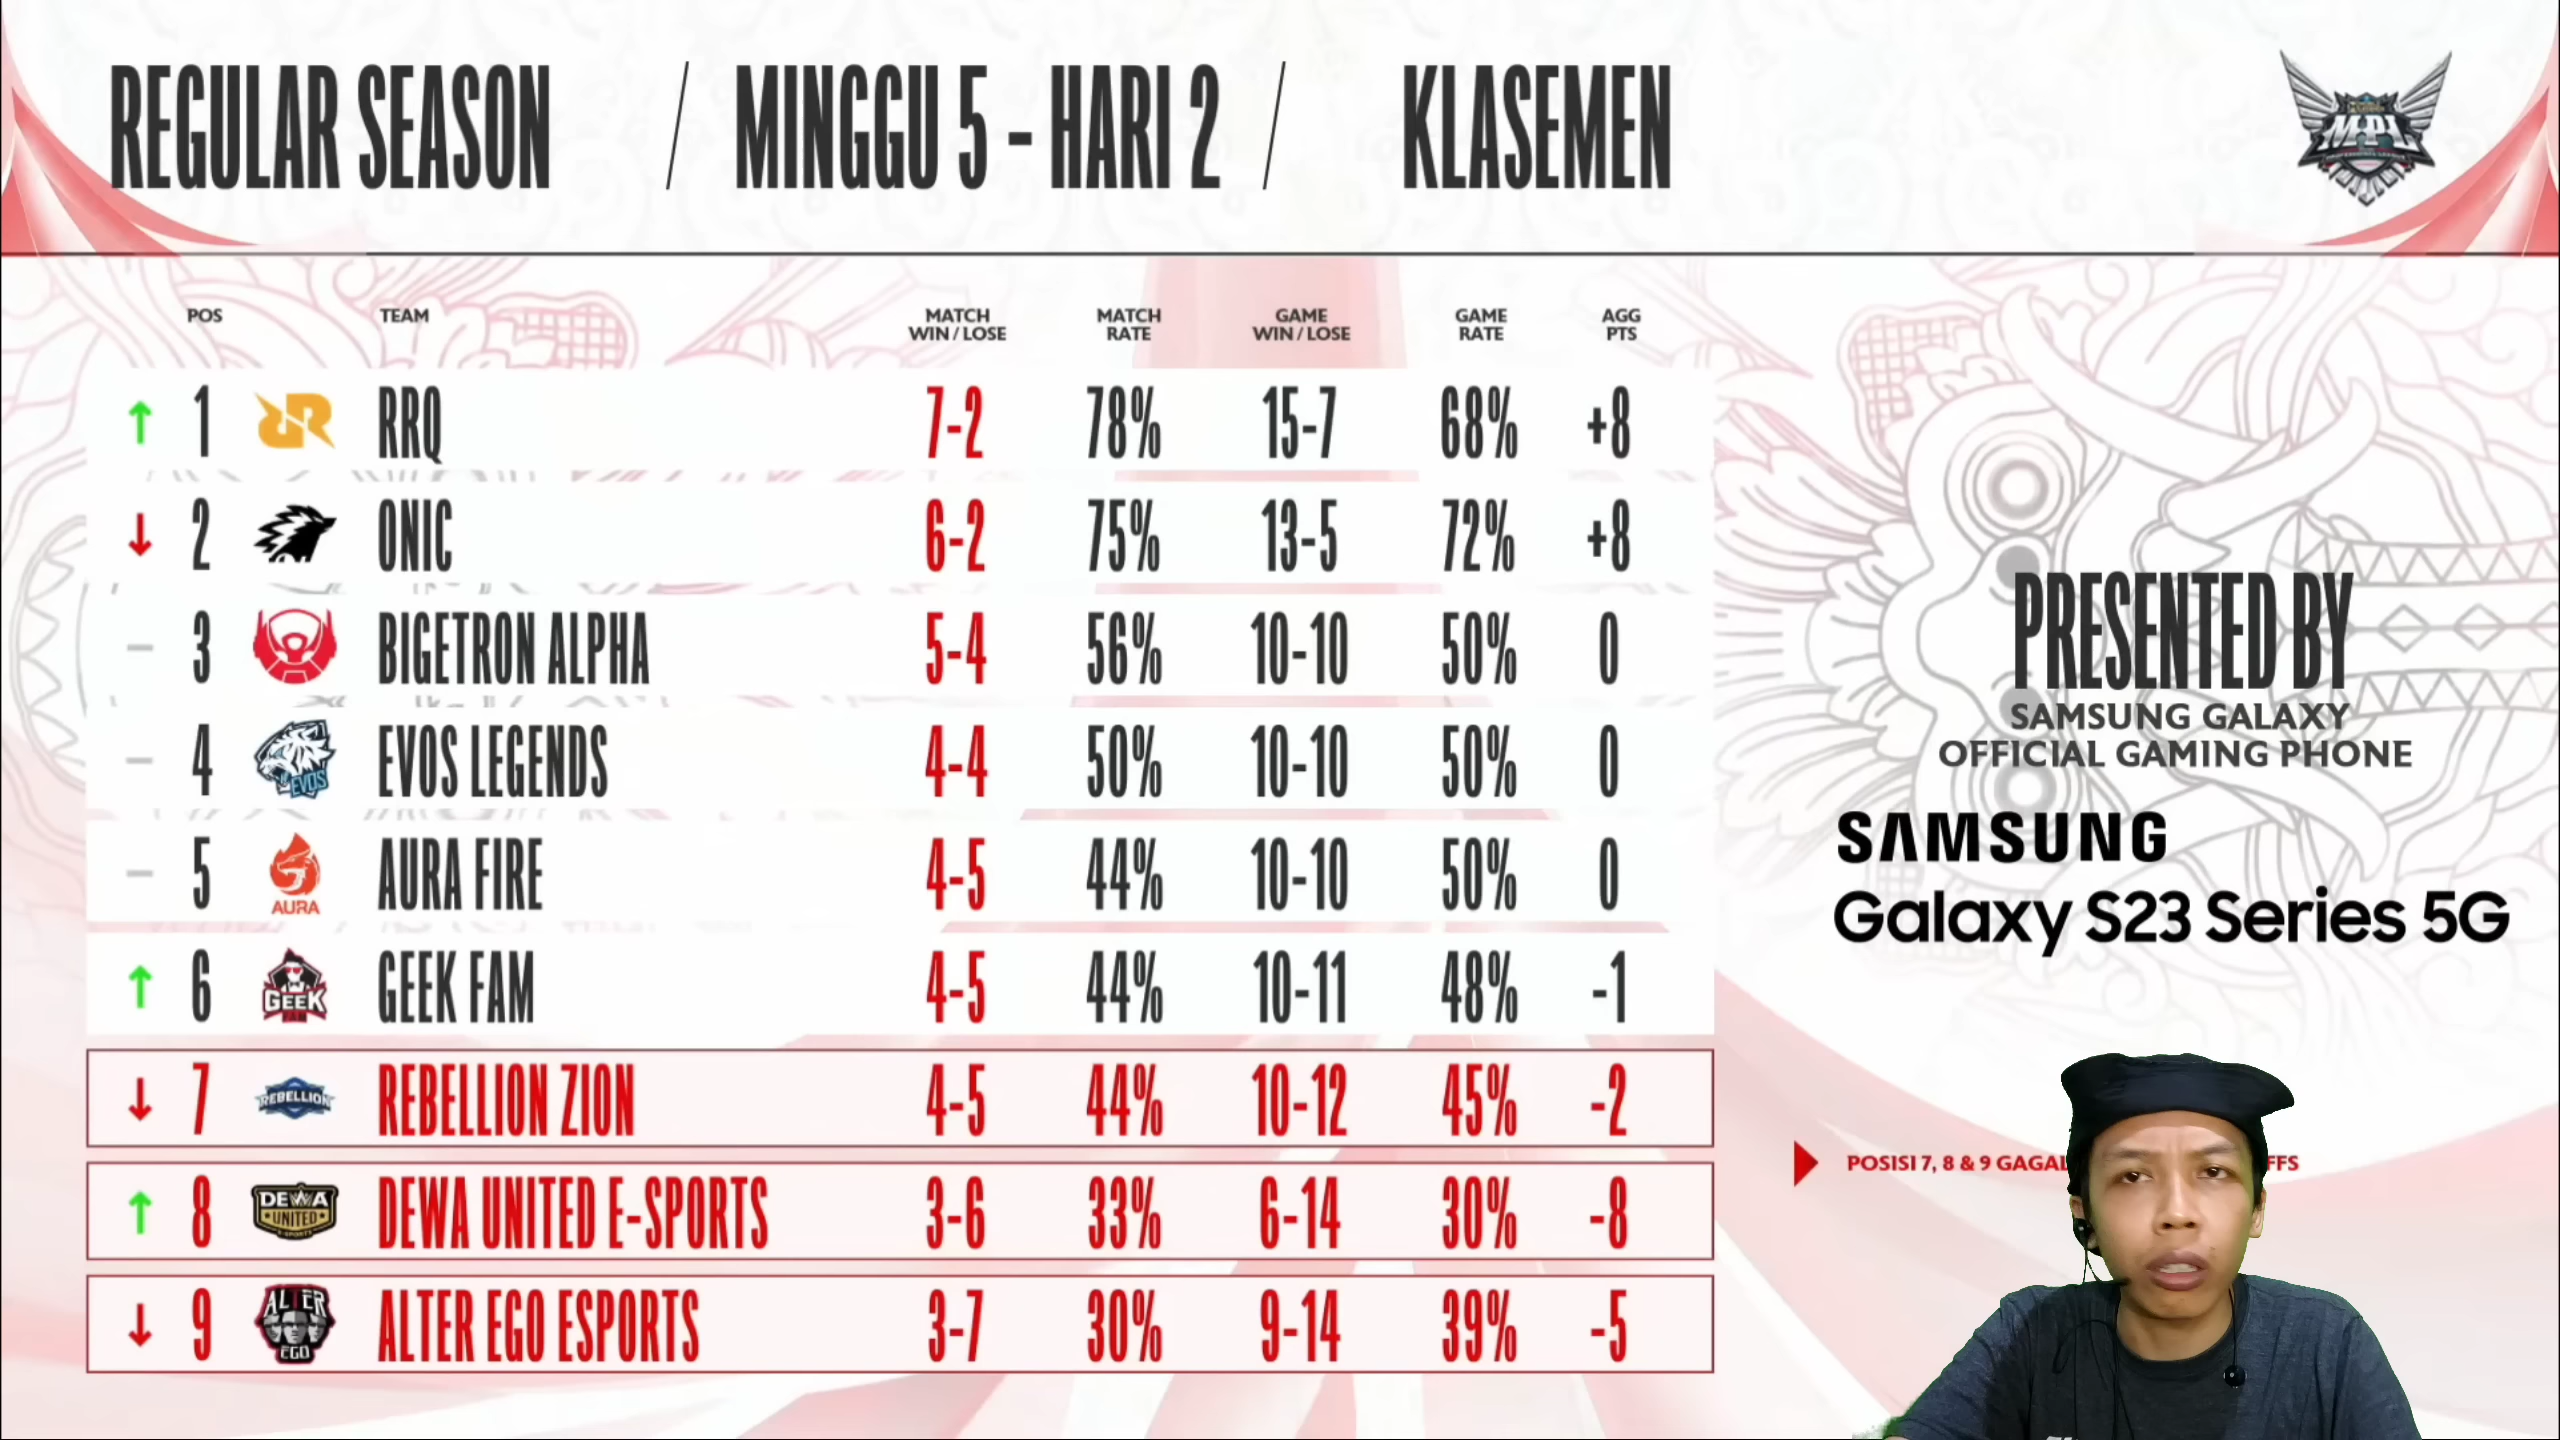 REGULAR SEASON / MINGGU 5 - HARI 2 / KLASEMEN
MPL
POS TEAM MATCH WIN / LOSE MATCH RATE GAME WIN / LOSE GAME RATE AGG PTS
1 RRQ 7-2 78% 15-7 68% +8
2 ONIC 6-2 75% 13-5 72% +8
3 BIGETRON ALPHA 5-4 56% 10-10 50% 0
4 EVOS EVOS LEGENDS 4-4 50% 10-10 50% 0
5 AURA AURA FIRE 4-5 44% 10-10 50% 0
6 GEEK FAM GEEK FAM 4-5 44% 10-11 48% -1
7 REBELLION REBELLION ZION 4-5 44% 10-12 45% -2
8 DEWA UNITED E-SPORTS DEWA UNITED E-SPORTS 3-6 33% 6-14 30% -8
9 ALTER EGO ALTER EGO ESPORTS 3-7 30% 9-14 39% -5
PRESENTED BY
SAMSUNG GALAXY
OFFICIAL GAMING PHONE
SAMSUNG
Galaxy S23 Series 5G
POSISI 7, 8 & 9 GAGAL